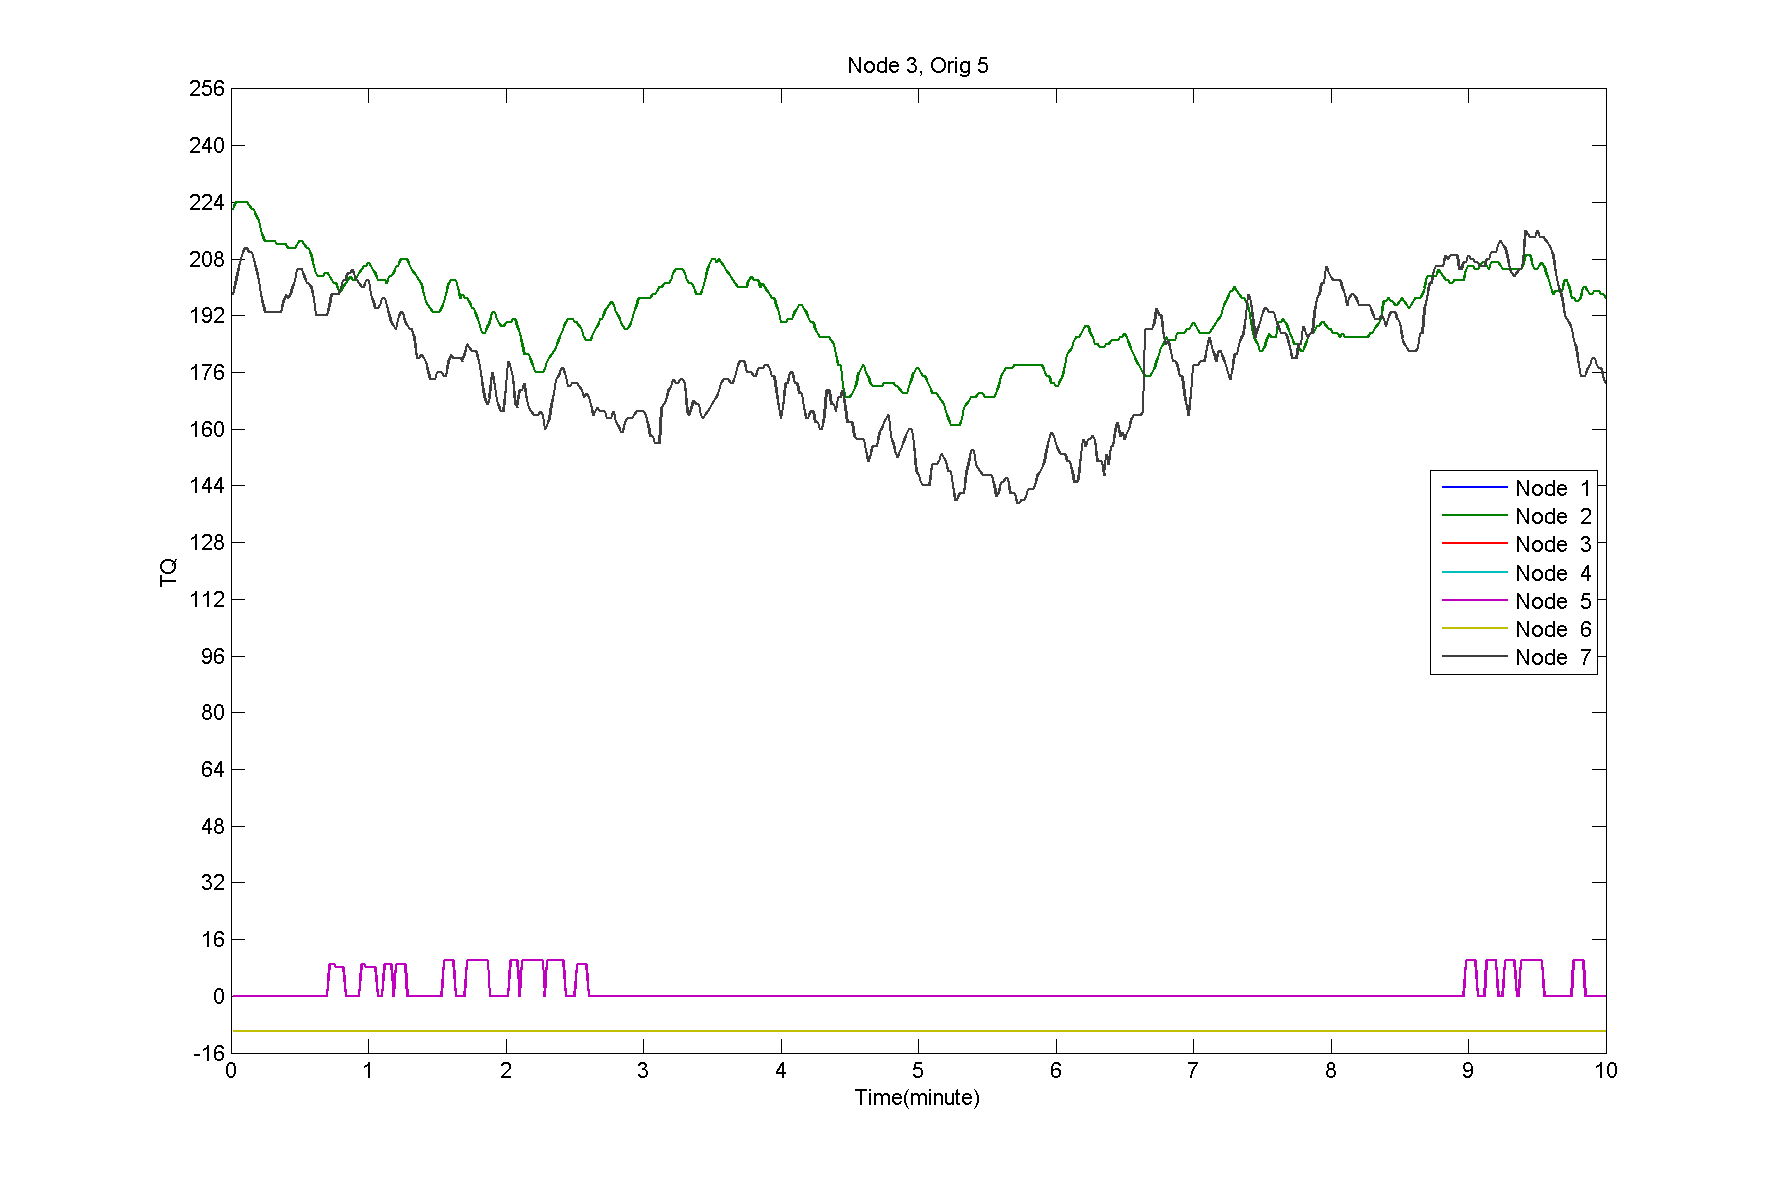 Node 3, Orig 5
256
240
224
208
192
176
160
144
128
112
96
80
64
48
32
16
0
-16
TQ
Node 1
Node 2
Node 3
Node 4
Node 5
Node 6
Node 7
0 1 2 3 4 5 6 7 8 9 10
Time(minute)